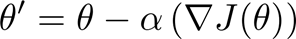 θ′ = θ − α (∇J(θ))